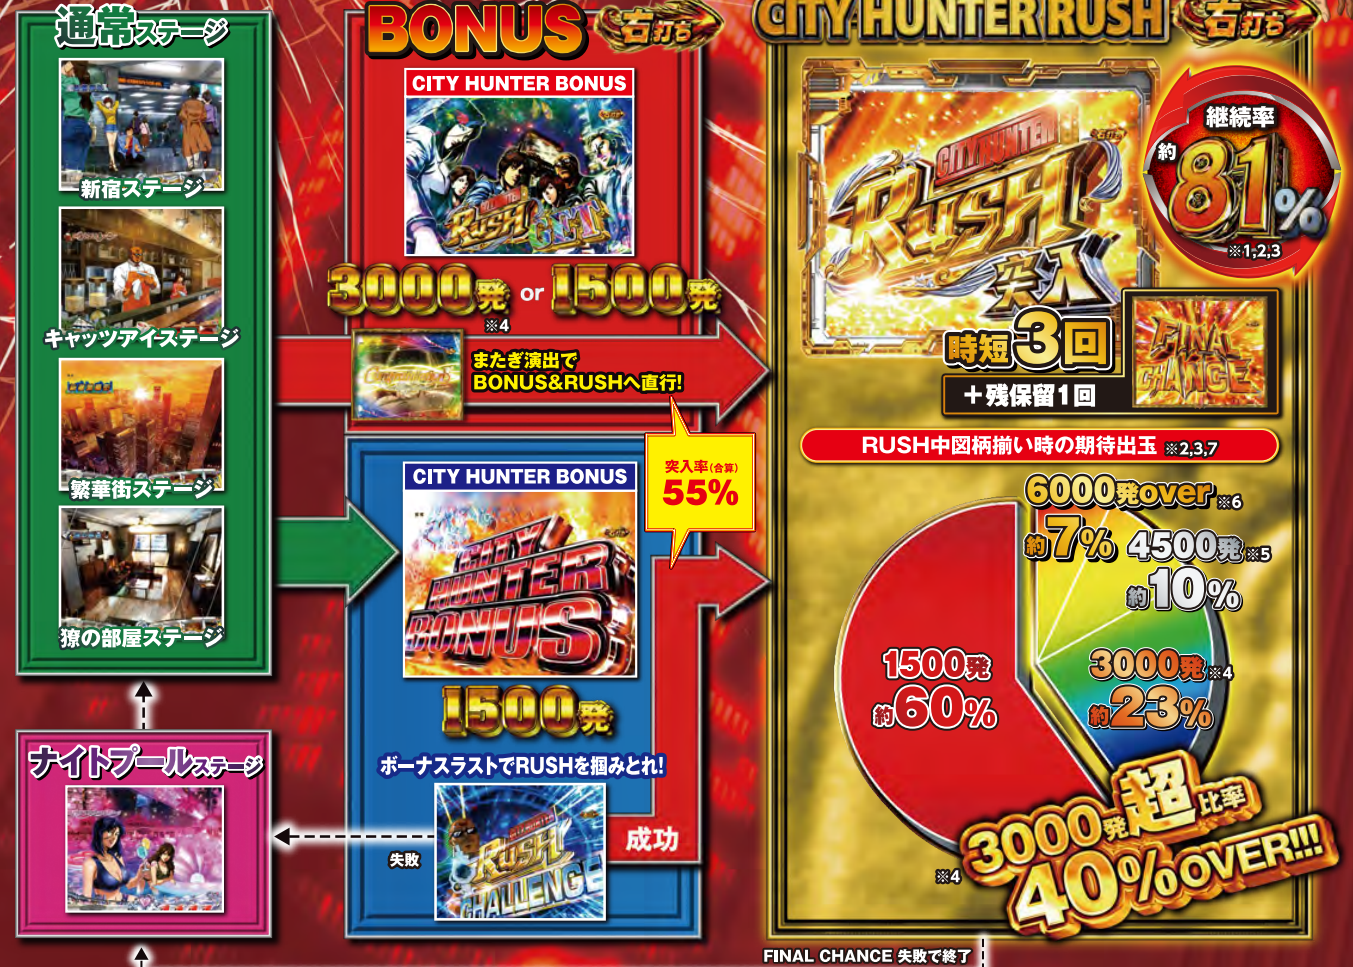 通常ステージ
新宿ステージ
キャッツアイステージ
繁華街ステージ
獠の部屋ステージ
ナイトプールステージ
BONUS 右打ち
CITY HUNTER BONUS
RUSH
3000発 or 1500発
※4
またぎ演出で
BONUS&RUSHへ直行!
突入率(合算)
55%
CITY HUNTER BONUS
CITY
HUNTER
BONUS
1500発
ボーナスラストでRUSHを掴みとれ!
RUSH
CHALLENGE
成功
失敗
CITY HUNTER RUSH 右打ち
CITY HUNTER
RUSH
突入
継続率
約81%
※1,2,3
時短3回
＋残保留1回
FINAL
CHANCE
RUSH中図柄揃い時の期待出玉 ※2,3,7
6000発over ※6
約7%
4500発 ※5
約10%
3000発 ※4
約23%
1500発
約60%
3000発超比率
40%OVER!!!
※4
FINAL CHANCE 失敗で終了